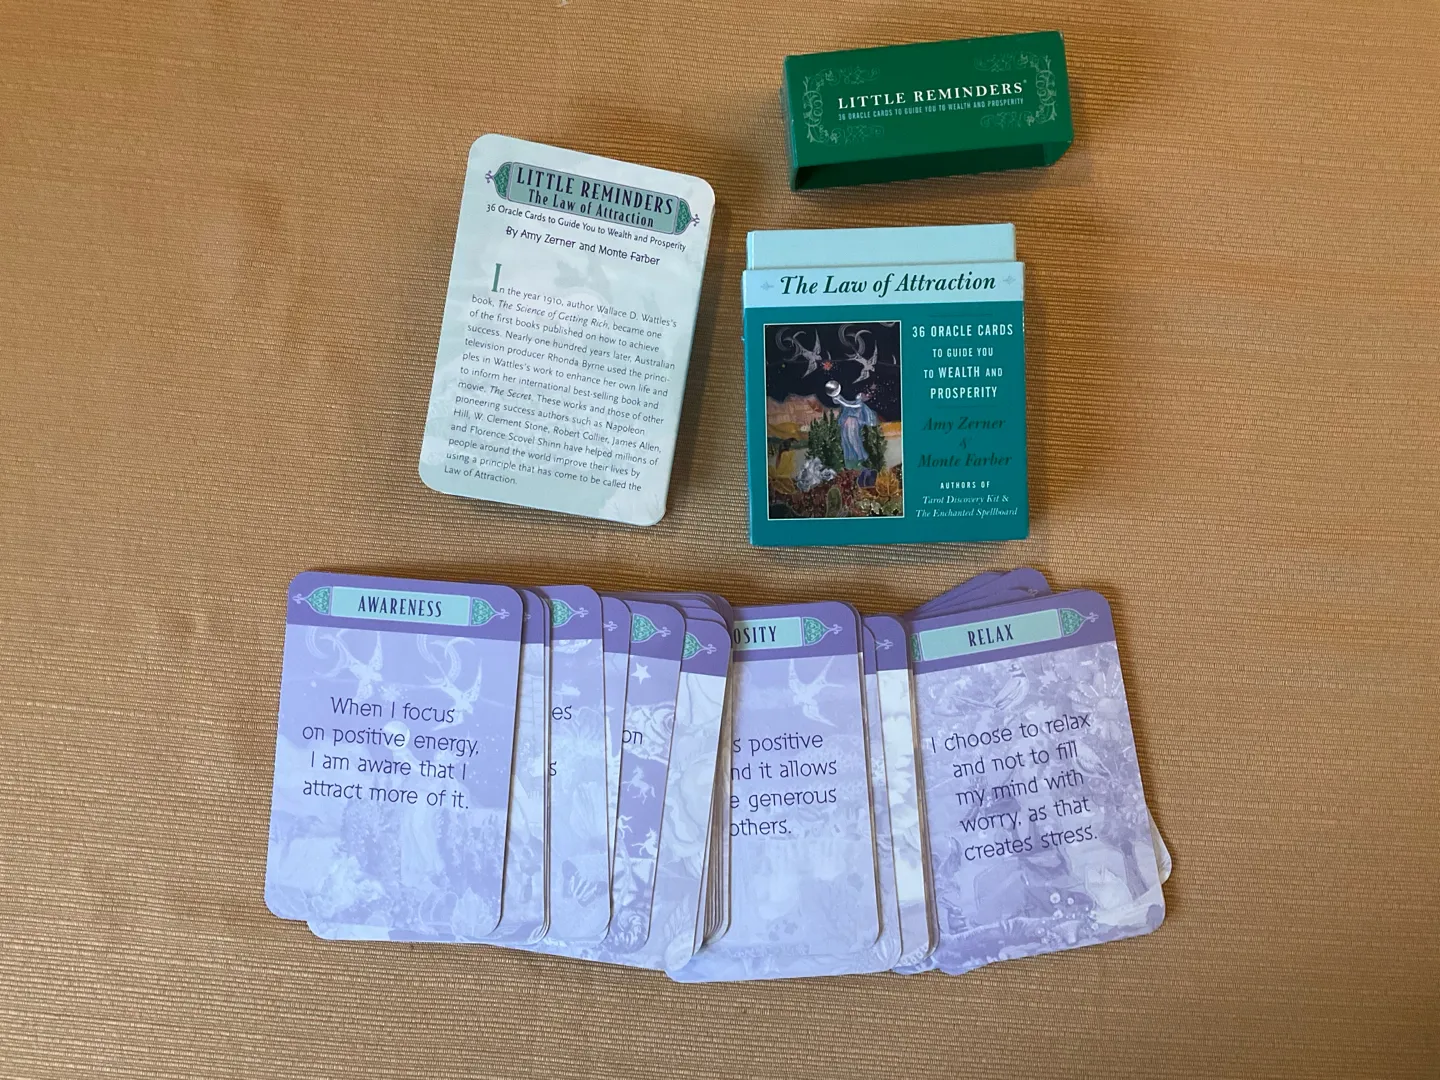 LITTLE REMINDERS®
36 ORACLE CARDS TO GUIDE YOU TO WEALTH AND PROSPERITY
LITTLE REMINDERS
The Law of Attraction
36 Oracle Cards to Guide You to Wealth and Prosperity
By Amy Zerner and Monte Farber
In the year 1910, author Wallace D. Wattles's
book, The Science of Getting Rich, became one
of the first books published on how to achieve
success. Nearly one hundred years later, Australian
television producer Rhonda Byrne used the princi-
ples in Wattles's work to enhance her own life and
to inform her international best-selling book and
movie, The Secret. These works and those of other
pioneering success authors such as Napoleon
Hill, W. Clement Stone, Robert Collier, James Allen,
and Florence Scovel Shinn have helped millions of
people around the world improve their lives by
using a principle that has come to be called the
Law of Attraction.
The Law of Attraction
36 ORACLE CARDS
TO GUIDE YOU
TO WEALTH AND
PROSPERITY
Amy Zerner
&
Monte Farber
AUTHORS OF
Tarot Discovery Kit &
The Enchanted Spellboard
AWARENESS
When I focus
on positive energy,
I am aware that I
attract more of it.
es
s
on
OSITY
s positive
nd it allows
e generous
others.
RELAX
I choose to relax
and not to fill
my mind with
worry, as that
creates stress.